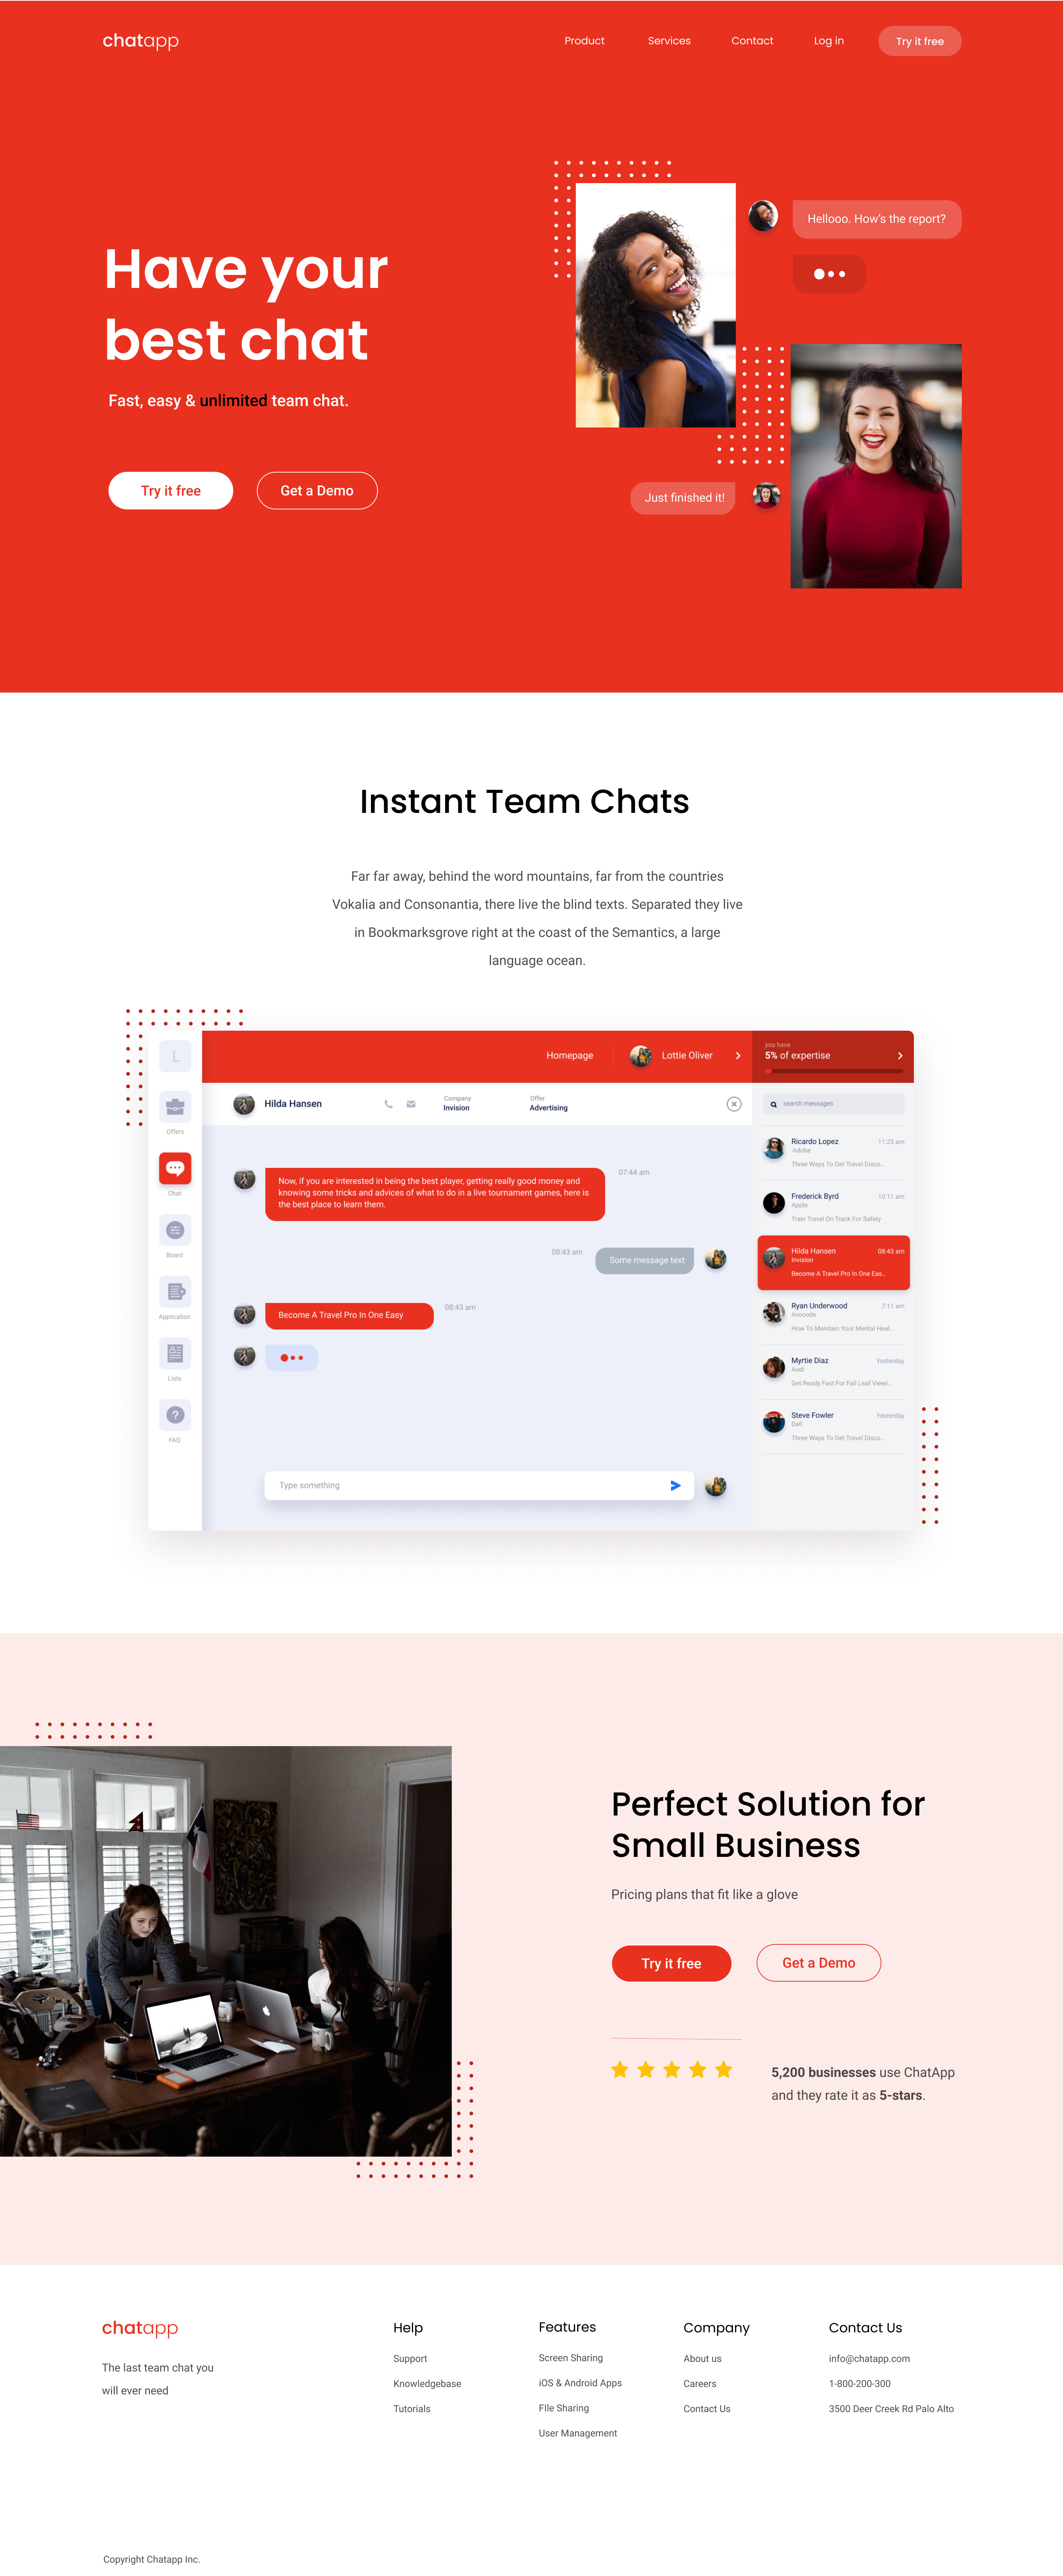 chatapp
Product
Services
Contact
Log in
Try it free
Hellooo. How's the report?
Have your
best chat
Fast, easy & unlimited team chat.
Try it free
Get a Demo
Just finished it!
Instant Team Chats
Far far away, behind the word mountains, far from the countries
Vokalia and Consonantia, there live the blind texts. Separated they live
in Bookmarksgrove right at the coast of the Semantics, a large
language ocean.
L
Offers
Chat
Board
Application
Lists
FAQ
Homepage
Lottie Oliver
you have
5% of expertise
Hilda Hansen
Company
Invision
Offer
Advertising
07:44 am
Now, if you are interested in being the best player, getting really good money and
knowing some tricks and advices of what to do in a live tournament games, here is
the best place to learn them.
08:43 am
Some message text
Become A Travel Pro In One Easy
08:43 am
Type something
search messages
Ricardo Lopez
11:23 am
Adobe
Three Ways To Get Travel Disco...
Frederick Byrd
10:11 am
Apple
Train Travel On Track For Safety
Hilda Hansen
08:43 am
Invision
Become A Travel Pro In One Eas..
Ryan Underwood
7:11 am
Avocode
How To Maintain Your Mental Heal..
Myrtie Diaz
Yesterday
Audi
Get Ready Fast For Fall Leaf Viewi...
Steve Fowler
Yesterday
Dell
Three Ways To Get Travel Disco...
Perfect Solution for
Small Business
Pricing plans that fit like a glove
Try it free
Get a Demo
5,200 businesses use ChatApp
and they rate it as 5-stars.
chatapp
The last team chat you
will ever need
Help
Support
Knowledgebase
Tutorials
Features
Screen Sharing
iOS & Android Apps
FIle Sharing
User Management
Company
About us
Careers
Contact Us
Contact Us
info@chatapp.com
1-800-200-300
3500 Deer Creek Rd Palo Alto
Copyright Chatapp Inc.